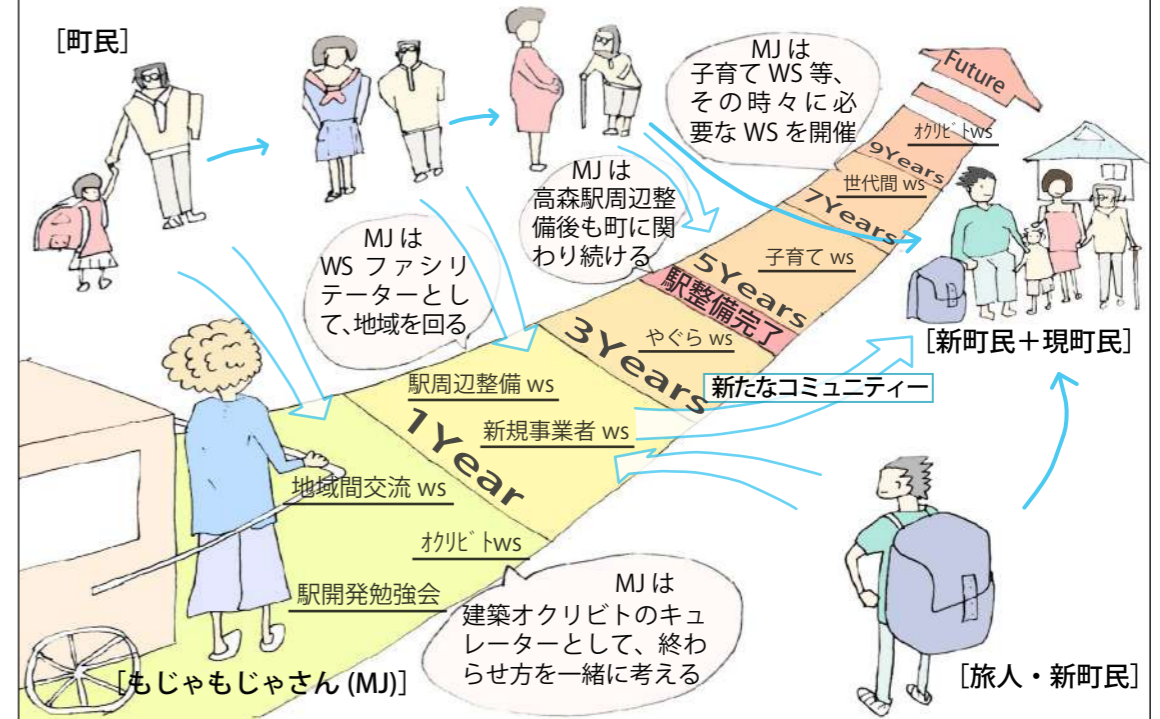 [町民]
MJ は
子育て WS 等、
その時々に必
要な WS を開催
Future
オクリビトws
9Years
世代間 ws
7Years
子育て ws
5Years
駅整備完了
MJ は
高森駅周辺整
備後も町に関
わり続ける
MJ は
WS ファシリ
テーターとし
て、地域を回る
やぐら ws
3Years
[新町民＋現町民]
新たなコミュニティー
駅周辺整備 ws
新規事業者 ws
1Year
地域間交流 ws
オクリビトws
駅開発勉強会
MJ は
建築オクリビトのキュ
レーターとして、終わ
らせ方を一緒に考える
[もじゃもじゃさん (MJ)]
[旅人・新町民]